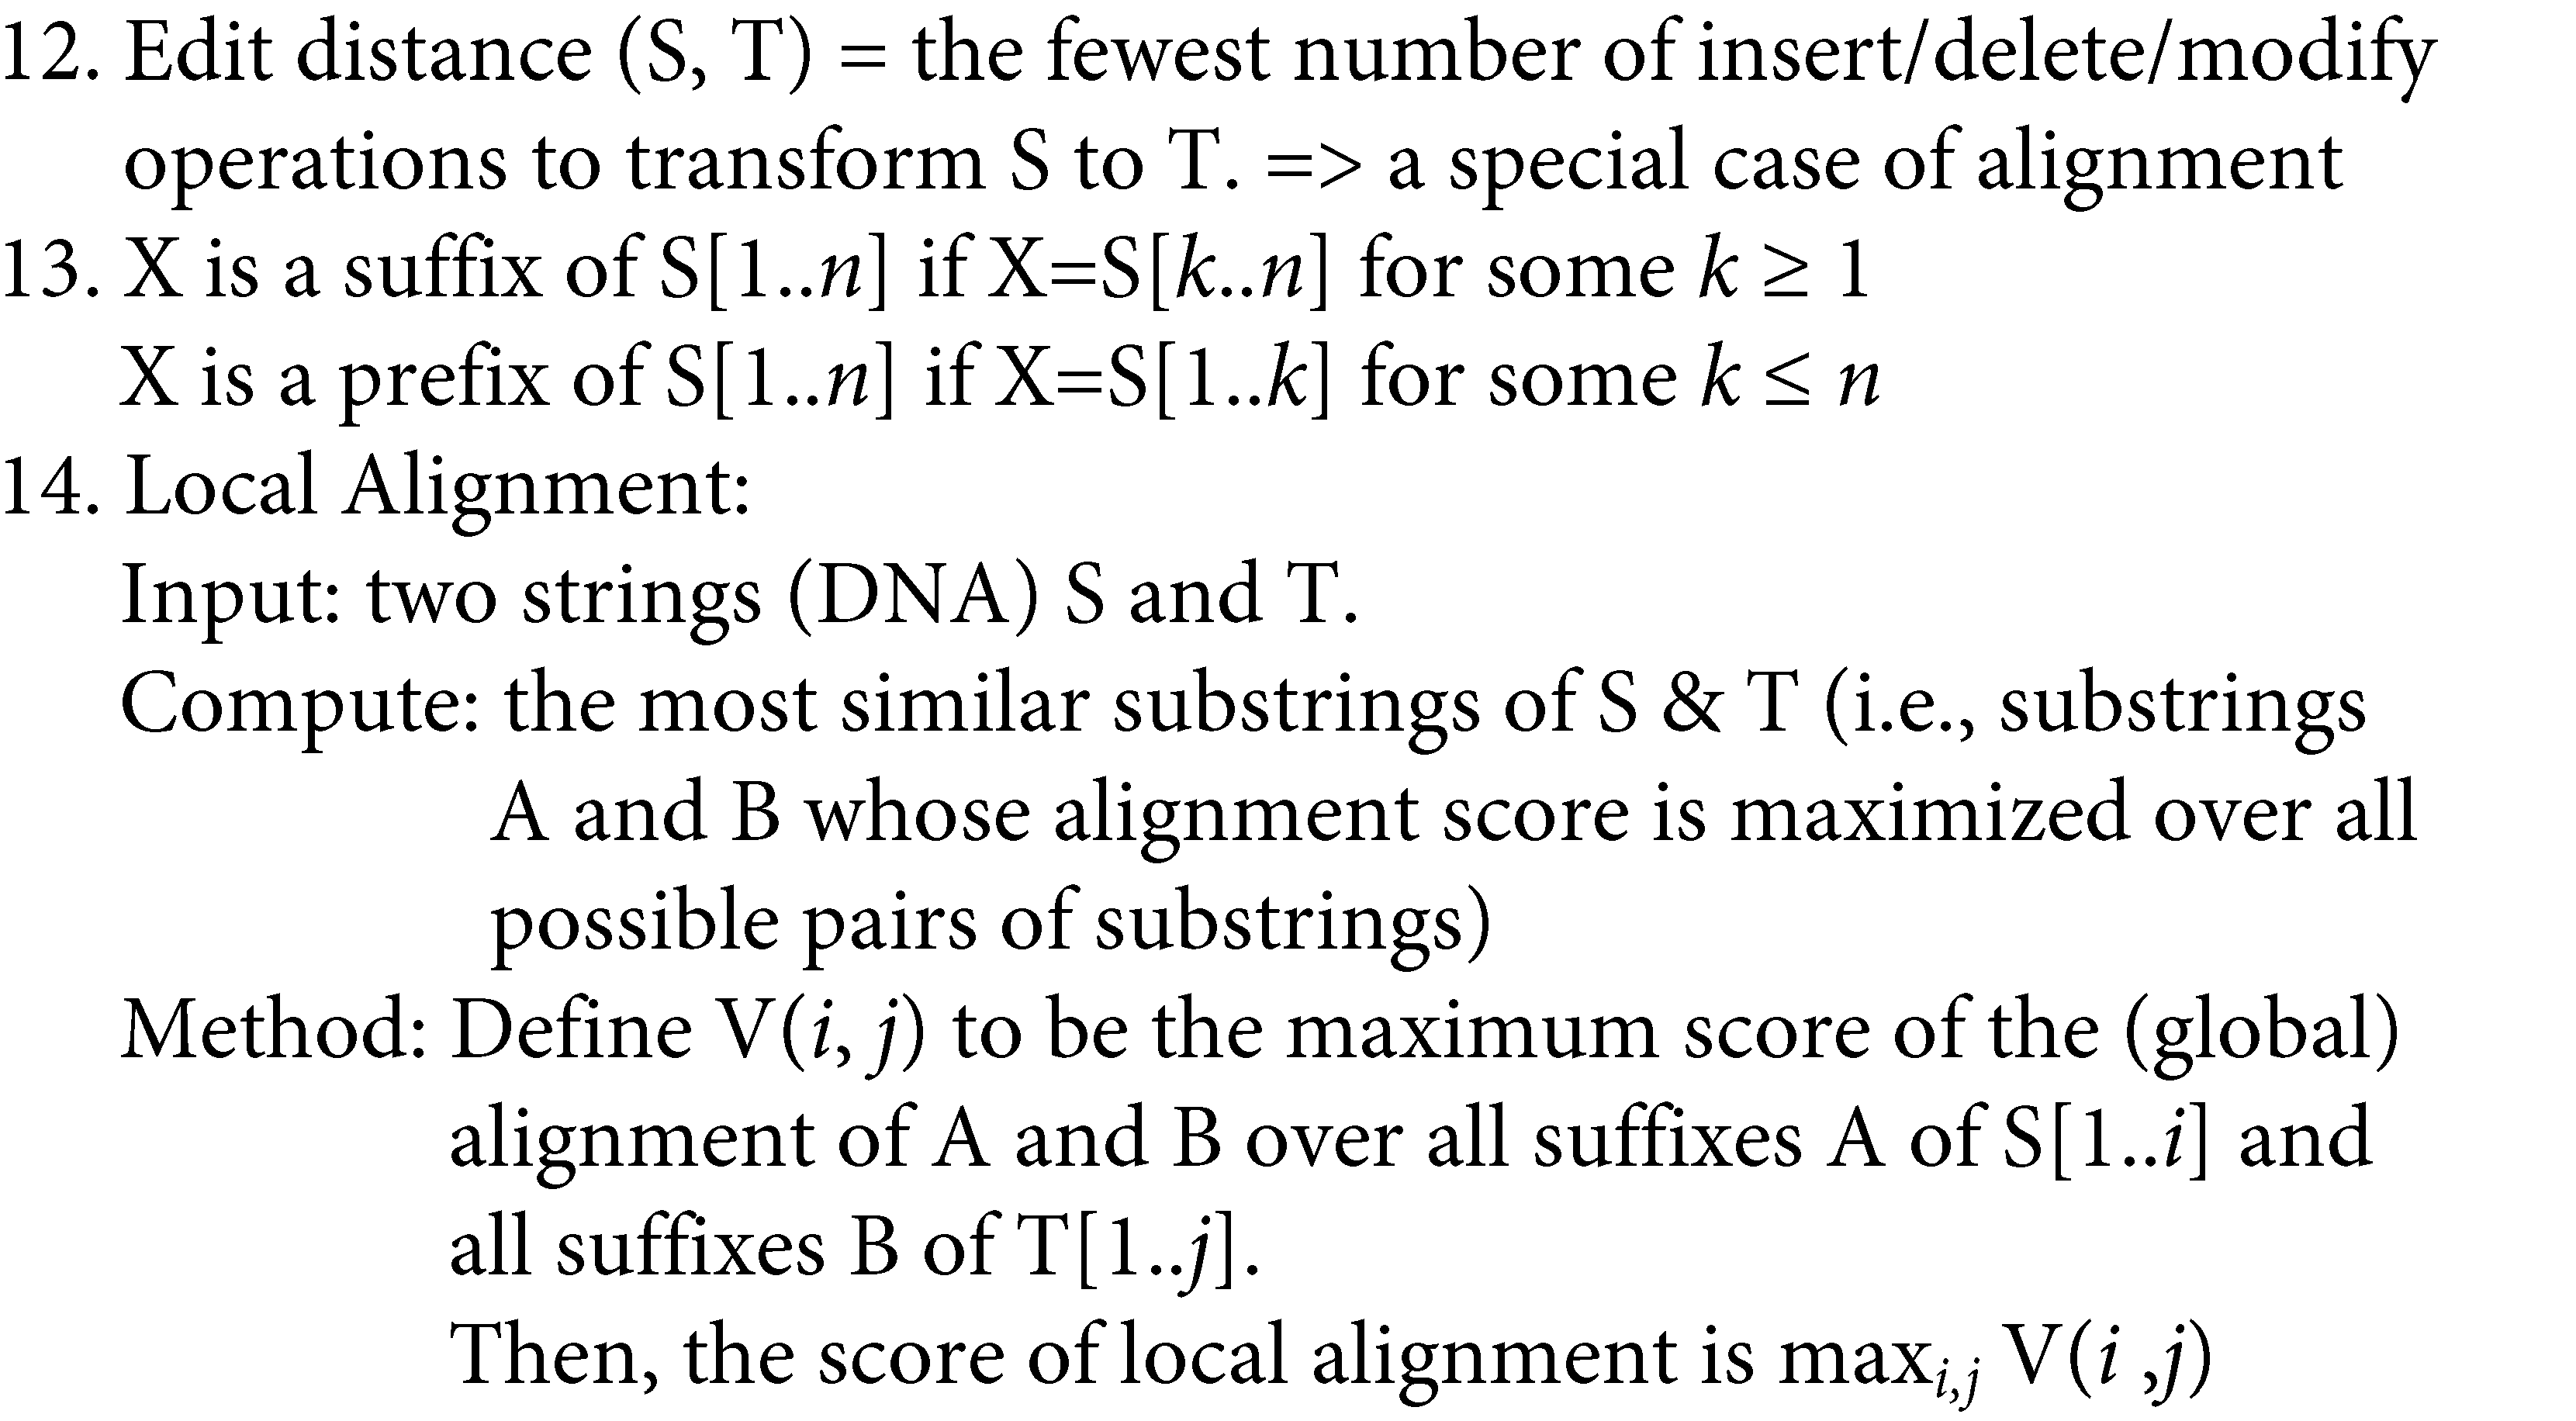 12. Edit distance (S, T) = the fewest number of insert/delete/modify
operations to transform S to T. => a special case of alignment
13. X is a suffix of S[1..n] if X=S[k..n] for some k ≥ 1
X is a prefix of S[1..n] if X=S[1..k] for some k ≤ n
14. Local Alignment:
Input: two strings (DNA) S and T.
Compute: the most similar substrings of S & T (i.e., substrings
A and B whose alignment score is maximized over all
possible pairs of substrings)
Method: Define V(i, j) to be the maximum score of the (global)
alignment of A and B over all suffixes A of S[1..i] and
all suffixes B of T[1..j].
Then, the score of local alignment is max_{i,j} V(i ,j)